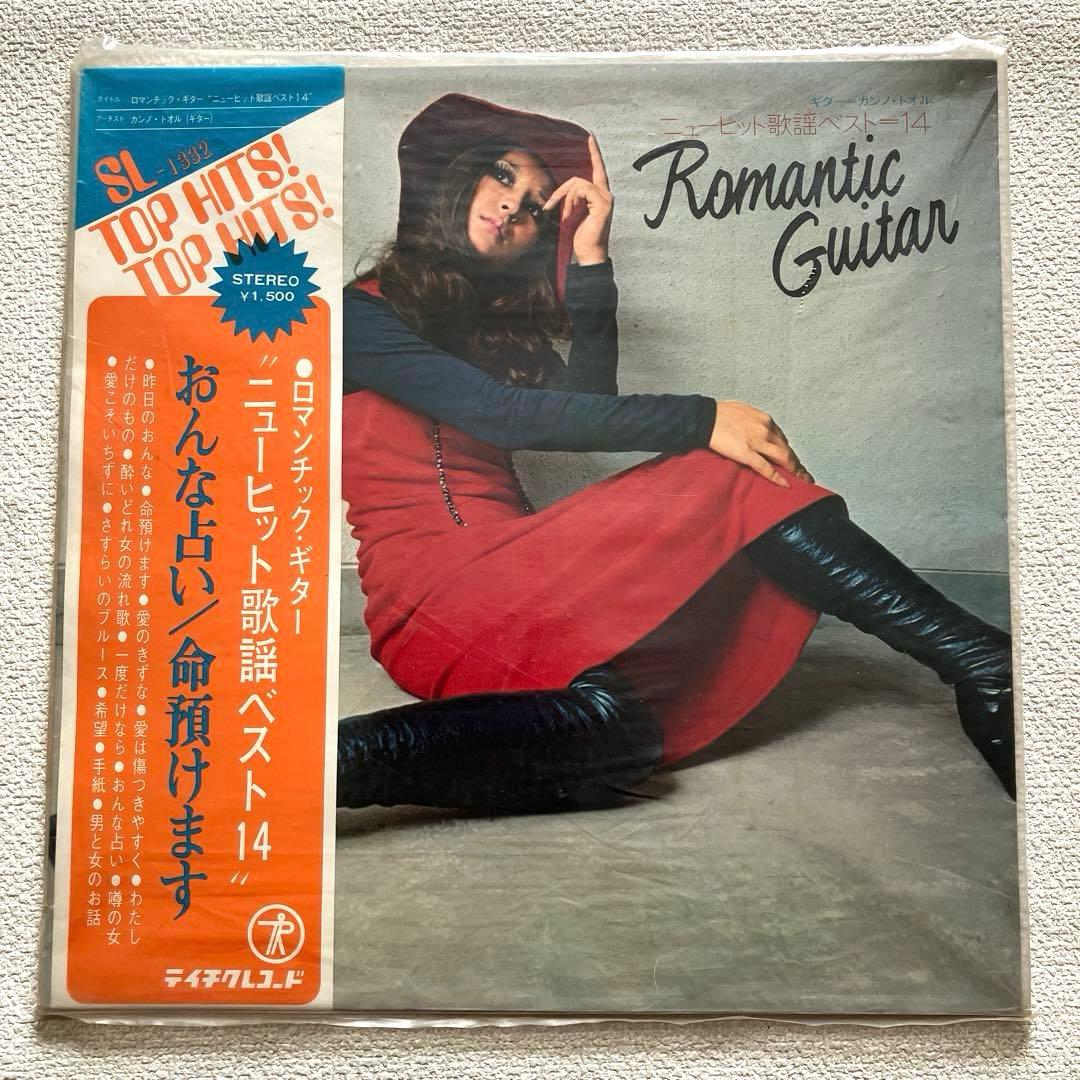 タイトル ロマンチック・ギター "ニューヒット歌謡ベスト14"
アーチスト カンノ・トオル(ギター)
SL-1332
TOP HITS!
TOP HITS!
STEREO
¥1,500
●ロマンチック・ギター
"ニューヒット歌謡ベスト14"
おんな占い/命預けます
●昨日のおんな●命預けます●愛のきずな●愛は傷つきやすく●わたし
だけのもの●酔いどれ女の流れ歌●一度だけなら●おんな占い●噂の女
●愛こそいちずに●さすらいのブルース●希望●手紙●男と女のお話
テイチクレコード
ギター=カンノ・トオル
ニューヒット歌謡ベスト=14
Romantic
Guitar